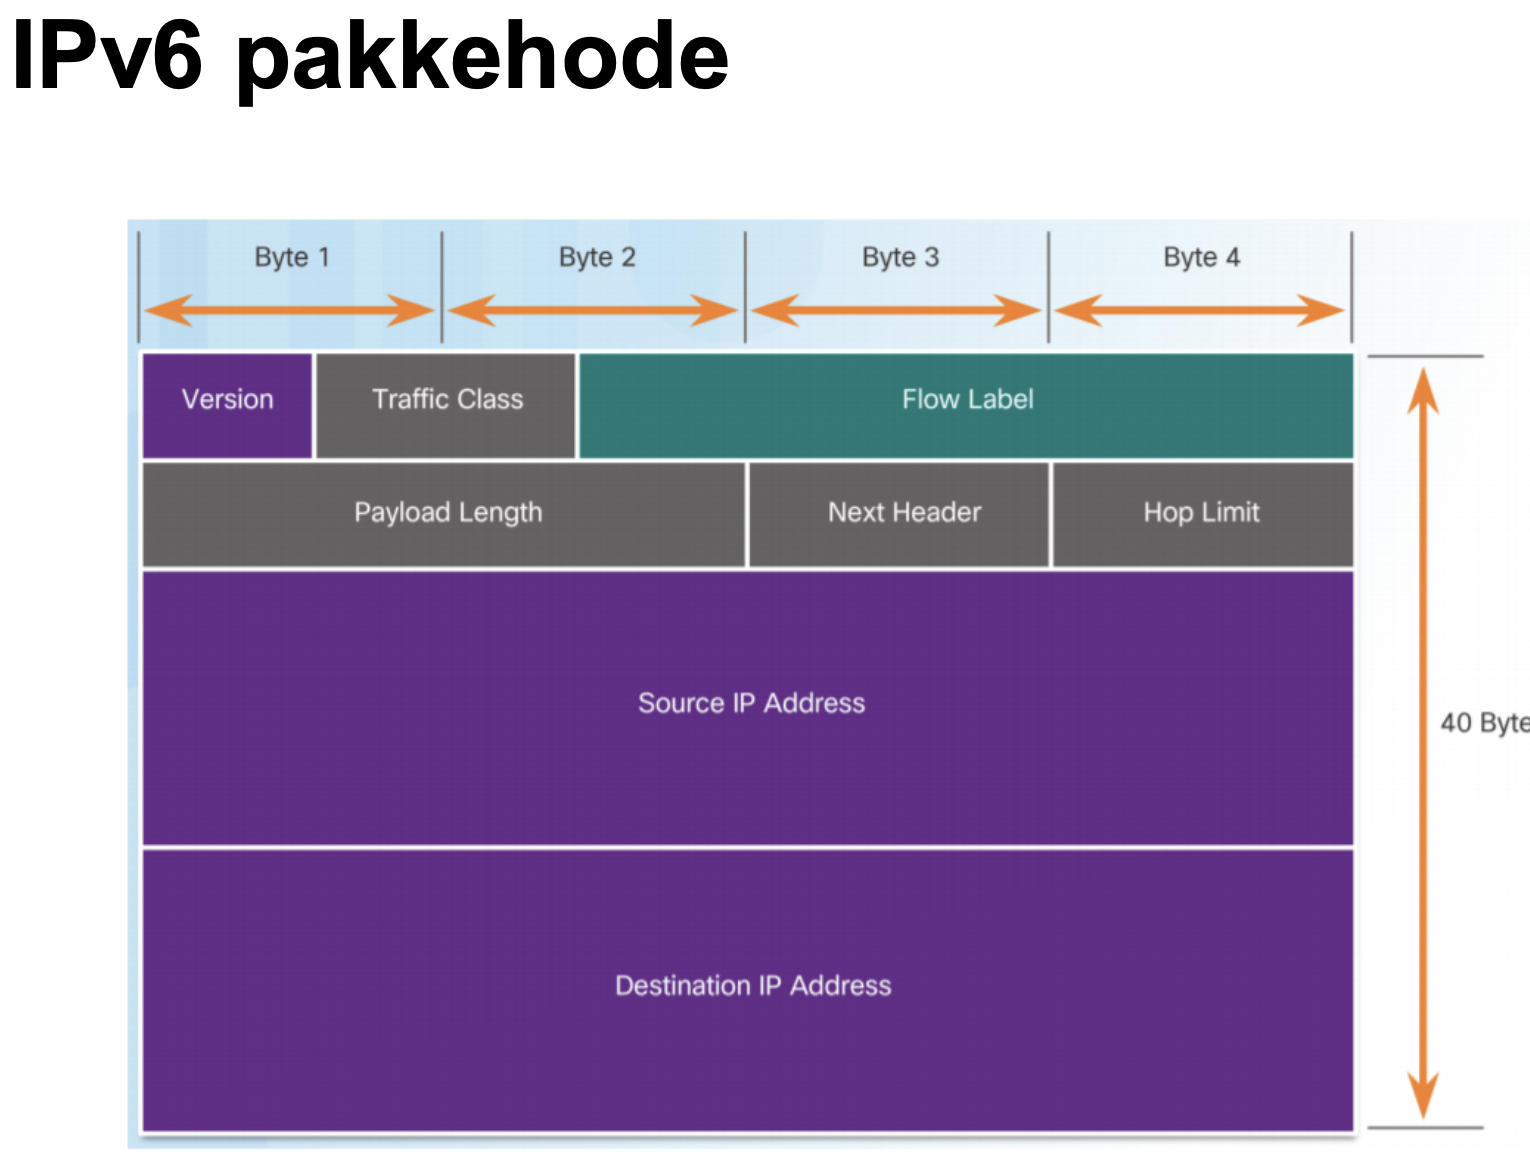 IPv6 pakkehode
Byte 1 Byte 2 Byte 3 Byte 4
Version Traffic Class Flow Label
Payload Length Next Header Hop Limit
Source IP Address
40 Byte
Destination IP Address